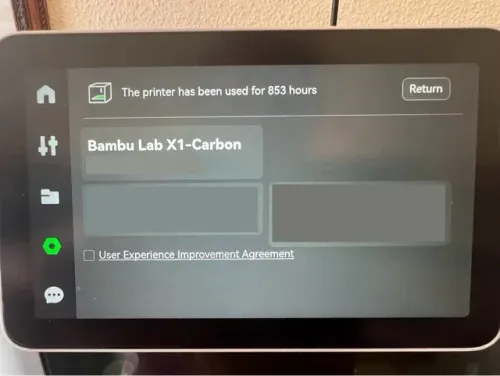 The printer has been used for 853 hours
Return
Bambu Lab X1-Carbon
User Experience Improvement Agreement